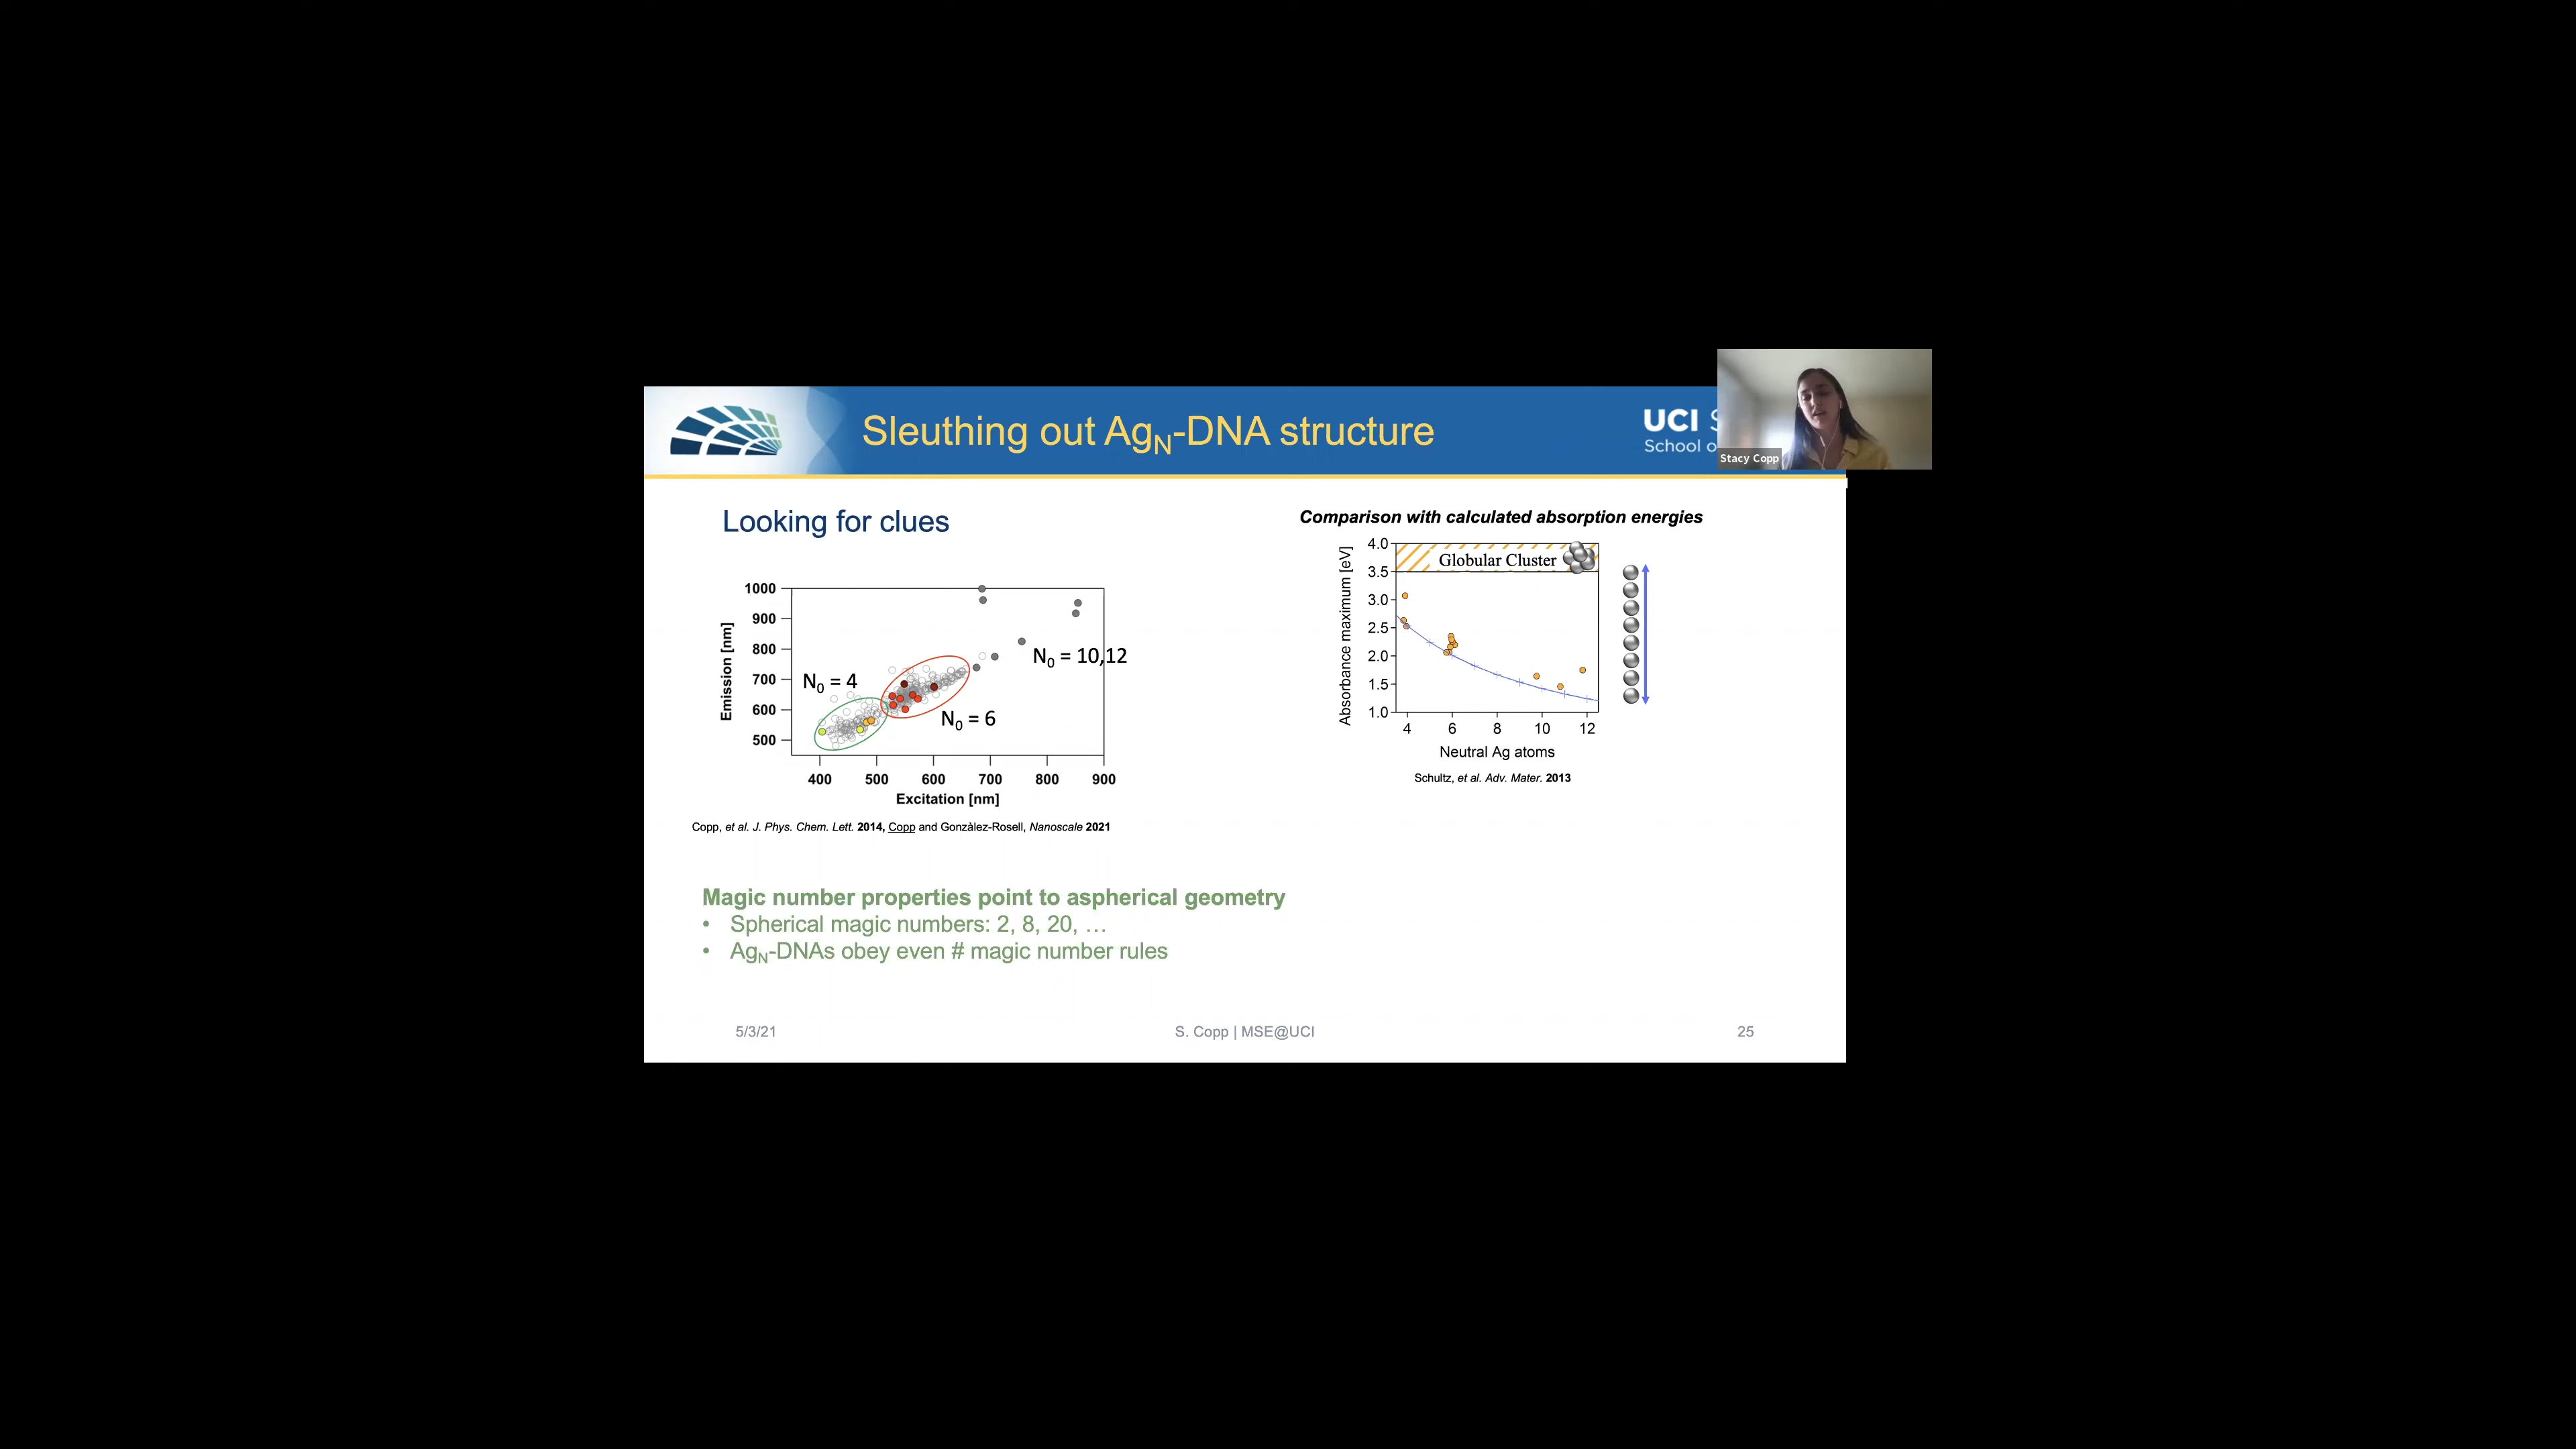 Sleuthing out AgN-DNA structure
UCI S
School o
Stacy Copp
Looking for clues
1000
900
800
700
600
500
Emission [nm]
N0 = 4
N0 = 6
N0 = 10,12
400 500 600 700 800 900
Excitation [nm]
Copp, et al. J. Phys. Chem. Lett. 2014, Copp and Gonzàlez-Rosell, Nanoscale 2021
Comparison with calculated absorption energies
Absorbance maximum [eV]
4.0
3.5
3.0
2.5
2.0
1.5
1.0
Globular Cluster
4 6 8 10 12
Neutral Ag atoms
Schultz, et al. Adv. Mater. 2013
Magic number properties point to aspherical geometry
• Spherical magic numbers: 2, 8, 20, …
• AgN-DNAs obey even # magic number rules
5/3/21
S. Copp | MSE@UCI
25